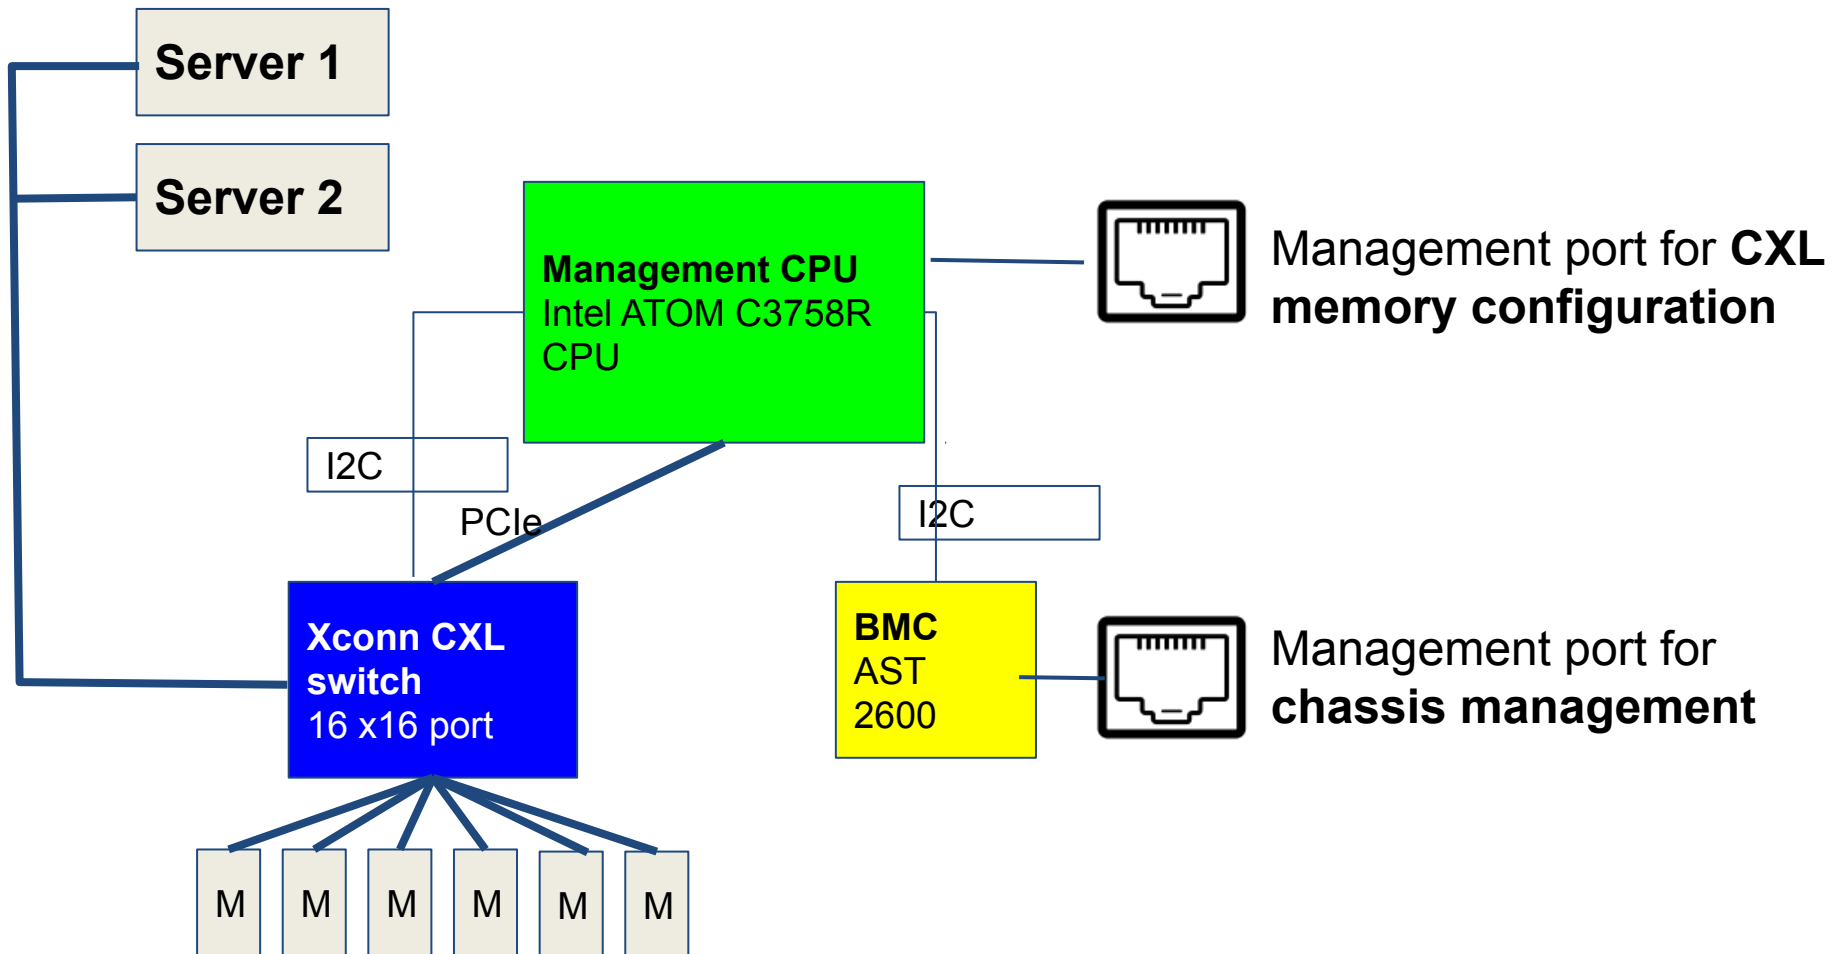 Server 1
Server 2
Management CPU
Intel ATOM C3758R
CPU
Management port for CXL
memory configuration
I2C
PCIe
I2C
Xconn CXL
switch
16 x16 port
BMC
AST
2600
Management port for
chassis management
M
M
M
M
M
M